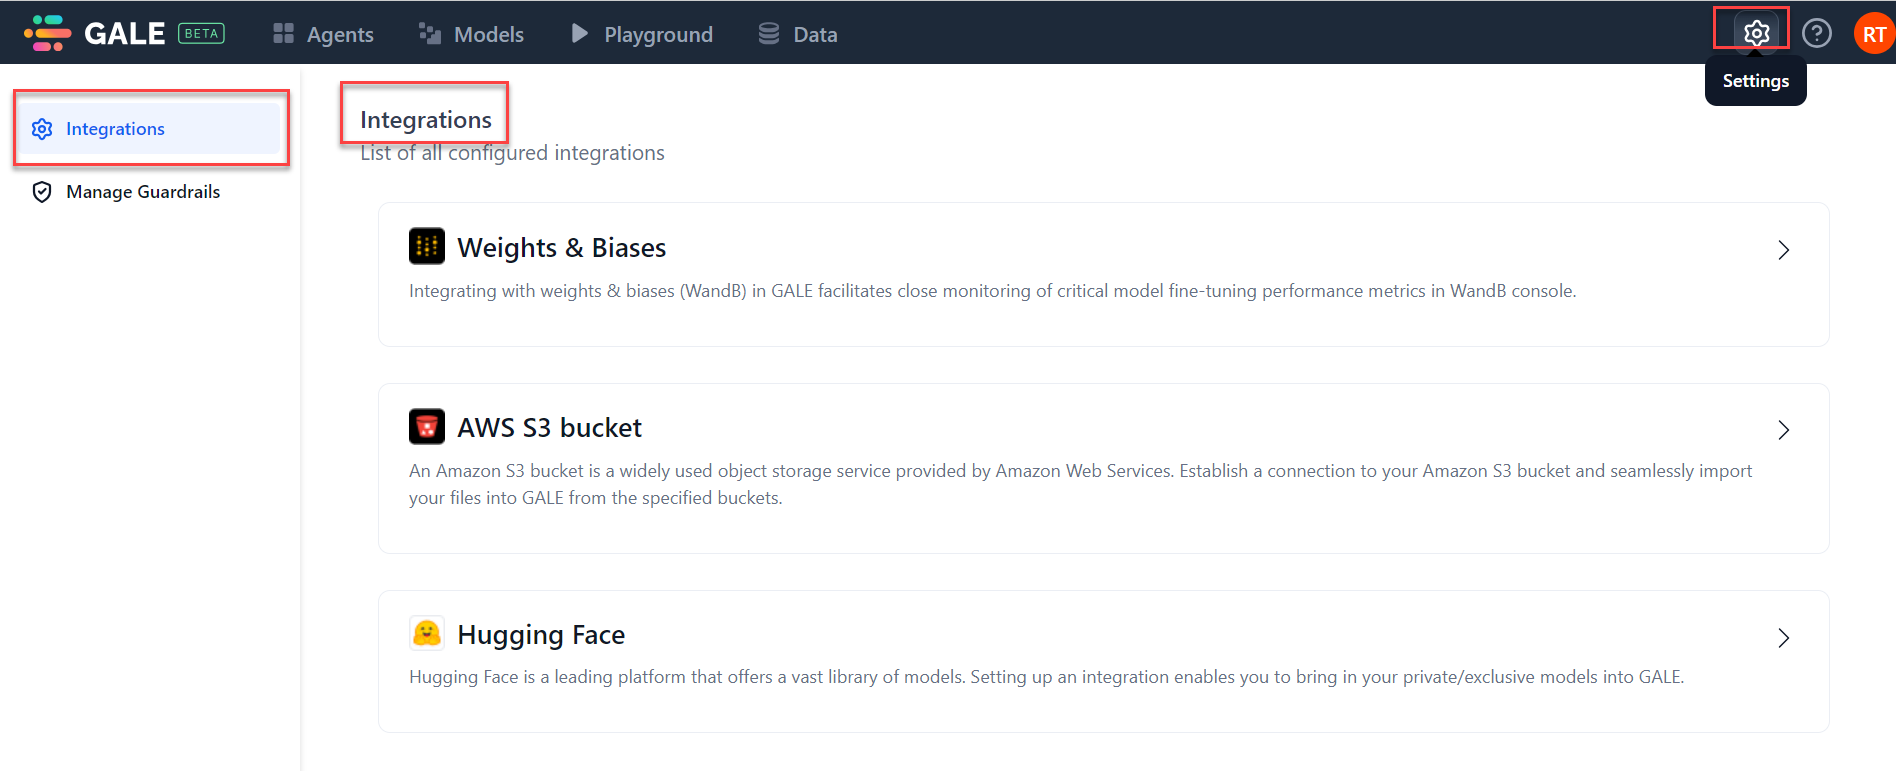 GALE BETA Agents Models Playground Data RT
Settings
Integrations
Manage Guardrails
Integrations
List of all configured integrations
Weights & Biases
Integrating with weights & biases (WandB) in GALE facilitates close monitoring of critical model fine-tuning performance metrics in WandB console.
AWS S3 bucket
An Amazon S3 bucket is a widely used object storage service provided by Amazon Web Services. Establish a connection to your Amazon S3 bucket and seamlessly import
your files into GALE from the specified buckets.
Hugging Face
Hugging Face is a leading platform that offers a vast library of models. Setting up an integration enables you to bring in your private/exclusive models into GALE.